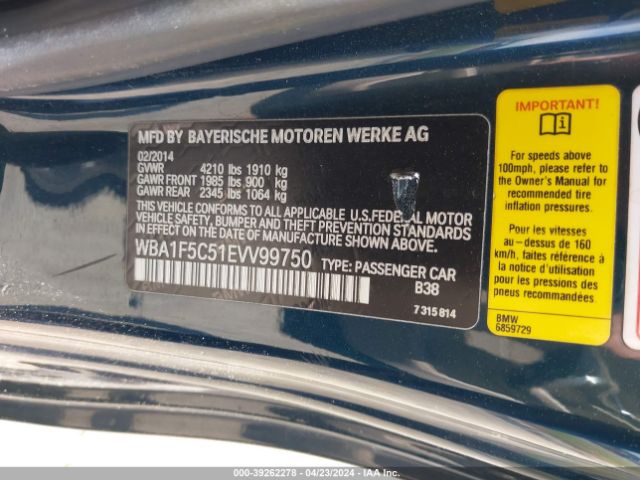 MFD BY BAYERISCHE MOTOREN WERKE AG
02/2014
GVWR 4210 lbs 1910 kg
GAWR FRONT 1985 lbs 900 kg
GAWR REAR 2345 lbs 1064 kg
THIS VEHICLE CONFORMS TO ALL APPLICABLE U.S. MOTOR
VEHICLE SAFETY, BUMPER AND THEFT PREVENTION STANDARDS
IN EFFECT ON THE DATE OF MANUFACTURE SHOWN ABOVE.
WBA1F5C51EVV99750 TYPE: PASSENGER CAR
B38
7 315 814
IMPORTANT!
For speeds above
100mph, please refer to
the Owner's Manual for
recommended tire
inflation pressures.
Pour les vitesses
au-dessus de 160
km/h, faites référence à
la notice d'utilisation
pour les pressions des
pneus recommandées
BMW
6859729
000-39262278 - 04/23/2024 - IAA Inc.